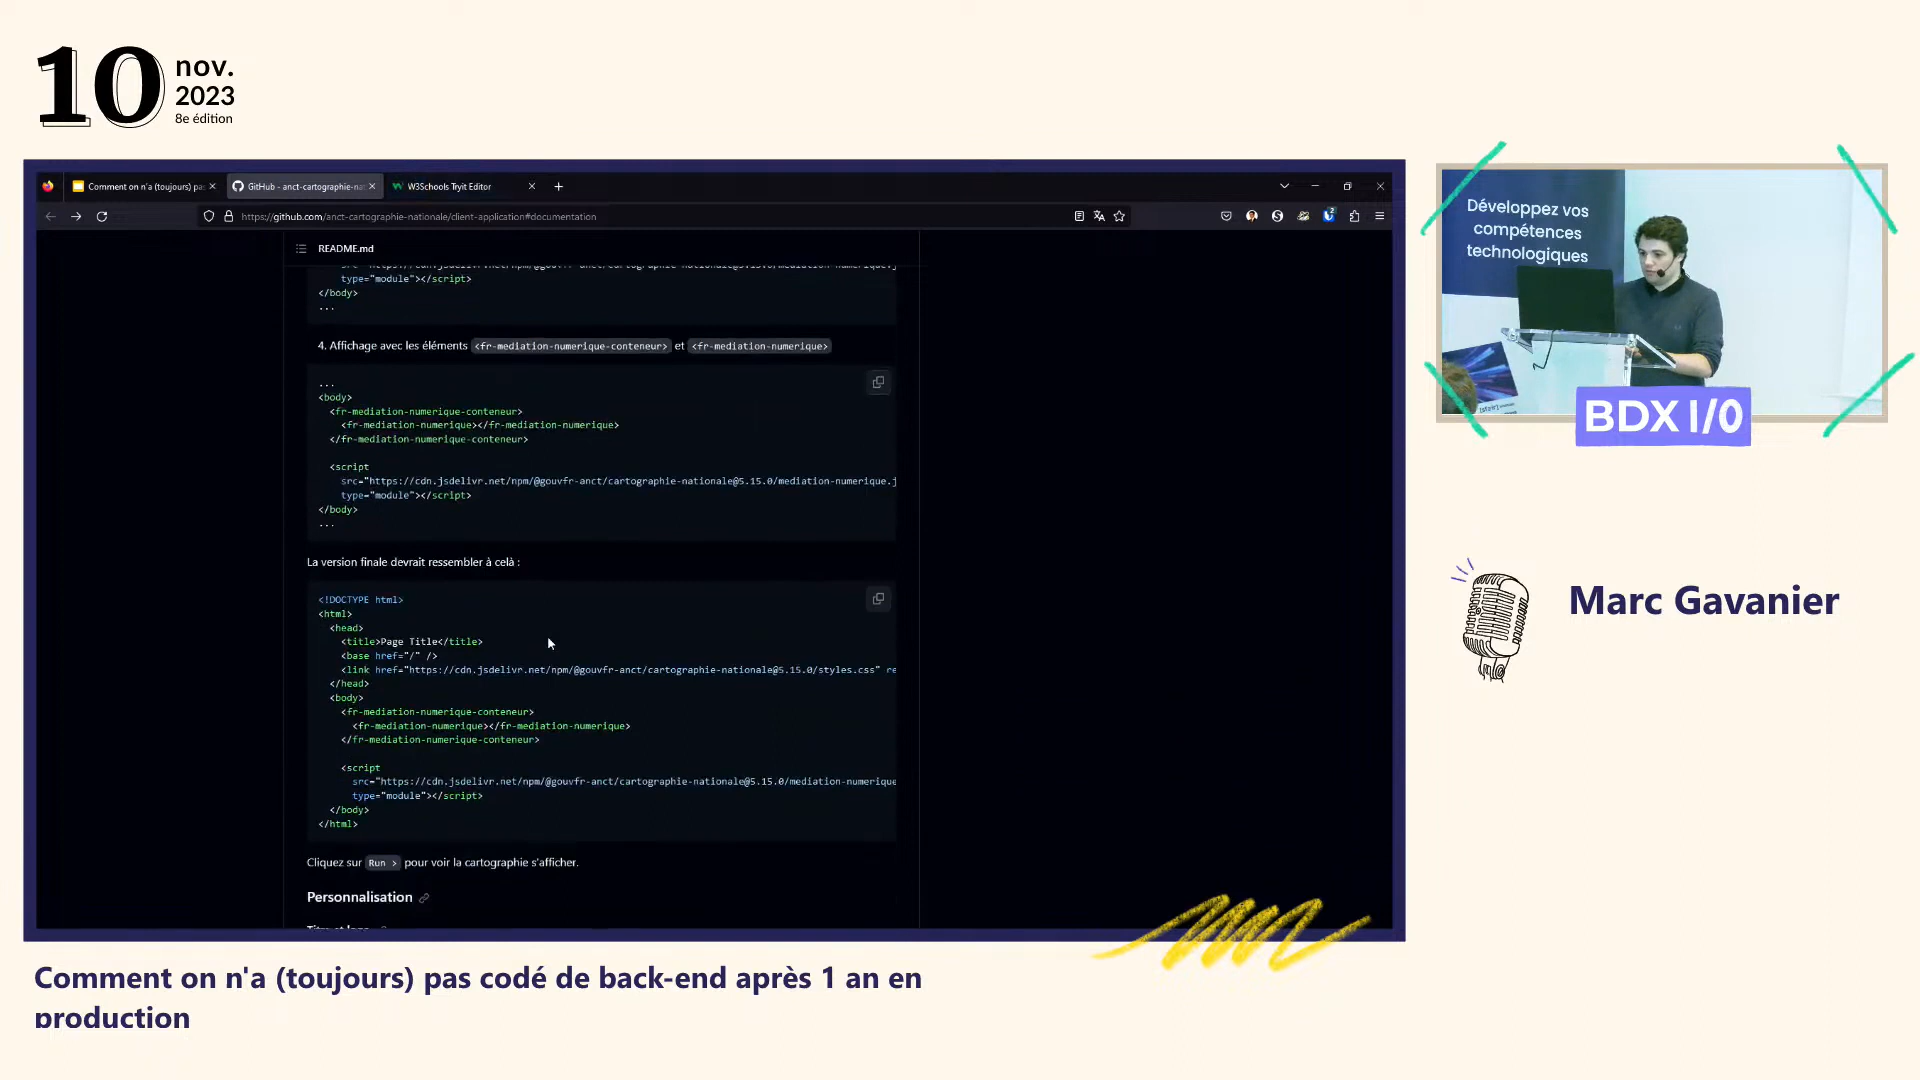 10
nov.
2023
8e édition
Comment on n'a (toujours) pas
GitHub - anct-cartographie-na
W3Schools Tryit Editor
https://github.com/anct-cartographie-nationale/client-application#documentation
README.md
type="module"></script>
</body>
...
4. Affichage avec les éléments <fr-mediation-numerique-conteneur> et <fr-mediation-numerique>
...
<body>
<fr-mediation-numerique-conteneur>
<fr-mediation-numerique></fr-mediation-numerique>
</fr-mediation-numerique-conteneur>
<script
src="https://cdn.jsdelivr.net/npm/@gouvfr-anct/cartographie-nationale@5.15.0/mediation-numerique.j
type="module"></script>
</body>
...
La version finale devrait ressembler à celà :
<!DOCTYPE html>
<html>
<head>
<title>Page Title</title>
<base href="/" />
<link href="https://cdn.jsdelivr.net/npm/@gouvfr-anct/cartographie-nationale@5.15.0/styles.css" re
</head>
<body>
<fr-mediation-numerique-conteneur>
<fr-mediation-numerique></fr-mediation-numerique>
</fr-mediation-numerique-conteneur>
<script
src="https://cdn.jsdelivr.net/npm/@gouvfr-anct/cartographie-nationale@5.15.0/mediation-numerique
type="module"></script>
</body>
</html>
Cliquez sur Run > pour voir la cartographie s'afficher.
Personnalisation
Développez vos
compétences
technologiques
BDX I/O
Marc Gavanier
Comment on n'a (toujours) pas codé de back-end après 1 an en
production